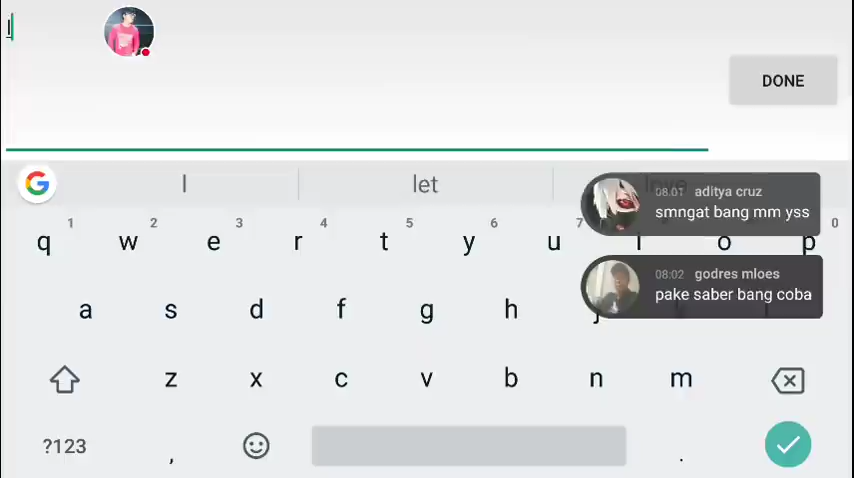 l
DONE
l let love
08.01 aditya cruz
smngat bang mm yss
1 2 3 4 5 6 7 0
q w e r t y u i o p
08:02 godres mloes
pake saber bang coba
a s d f g h j
z x c v b n m
?123 , .